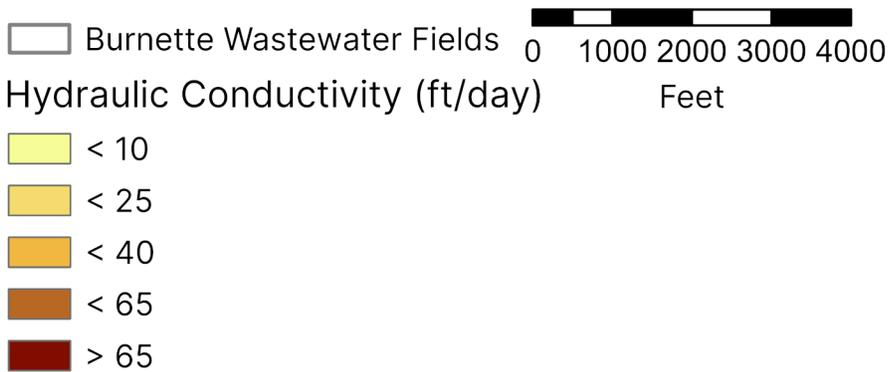 Burnette Wastewater Fields
0 1000 2000 3000 4000
Feet
Hydraulic Conductivity (ft/day)
< 10
< 25
< 40
< 65
> 65